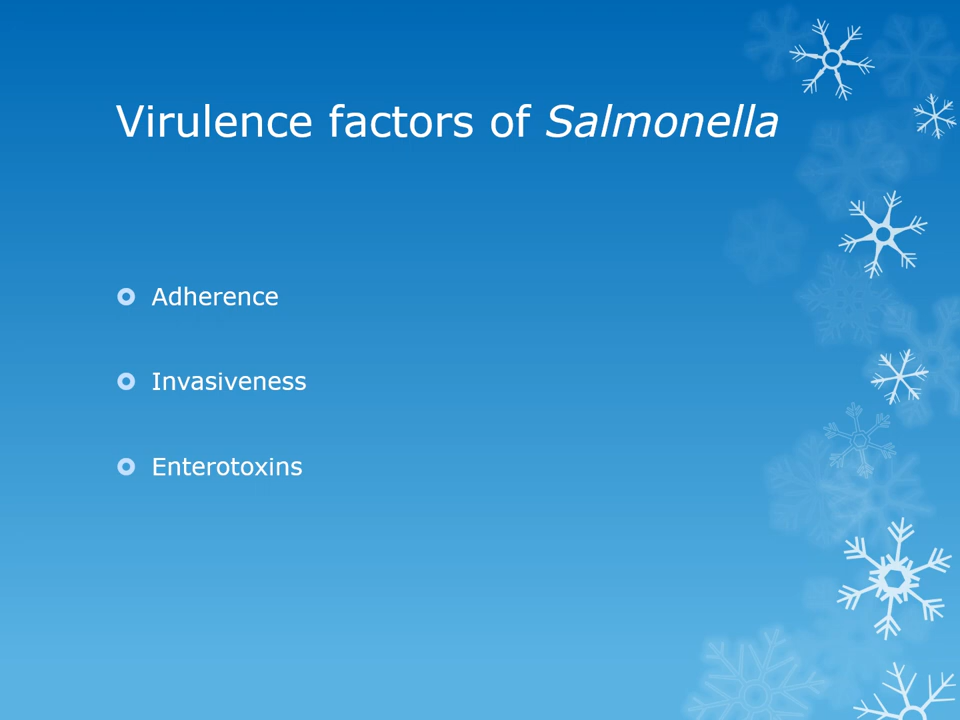 Virulence factors of Salmonella
Adherence
Invasiveness
Enterotoxins